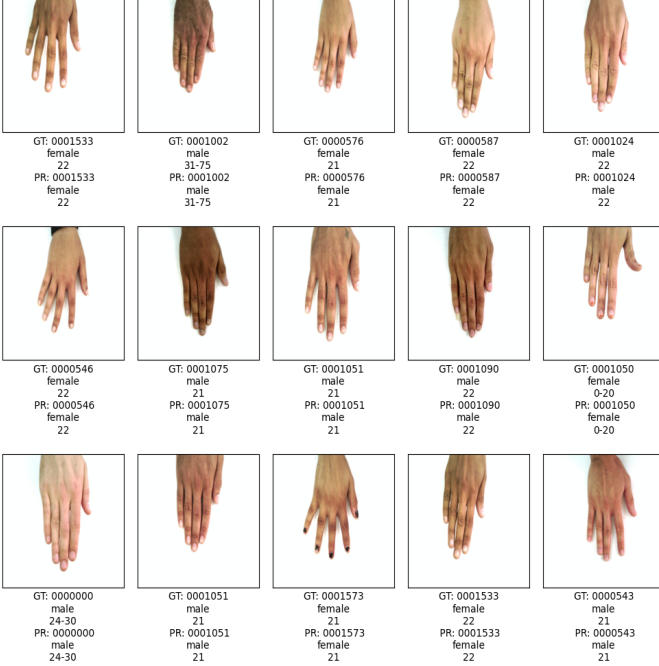 GT: 0001533
female
22
PR: 0001533
female
22
GT: 0001002
male
31-75
PR: 0001002
male
31-75
GT: 0000576
female
21
PR: 0000576
female
21
GT: 0000587
female
22
PR: 0000587
female
22
GT: 0001024
male
22
PR: 0001024
male
22
GT: 0000546
female
22
PR: 0000546
female
22
GT: 0001075
male
21
PR: 0001075
male
21
GT: 0001051
male
21
PR: 0001051
male
21
GT: 0001090
male
22
PR: 0001090
male
22
GT: 0001050
female
0-20
PR: 0001050
female
0-20
GT: 0000000
male
24-30
PR: 0000000
male
24-30
GT: 0001051
male
21
PR: 0001051
male
21
GT: 0001573
female
21
PR: 0001573
female
21
GT: 0001533
female
22
PR: 0001533
female
22
GT: 0000543
male
21
PR: 0000543
male
21